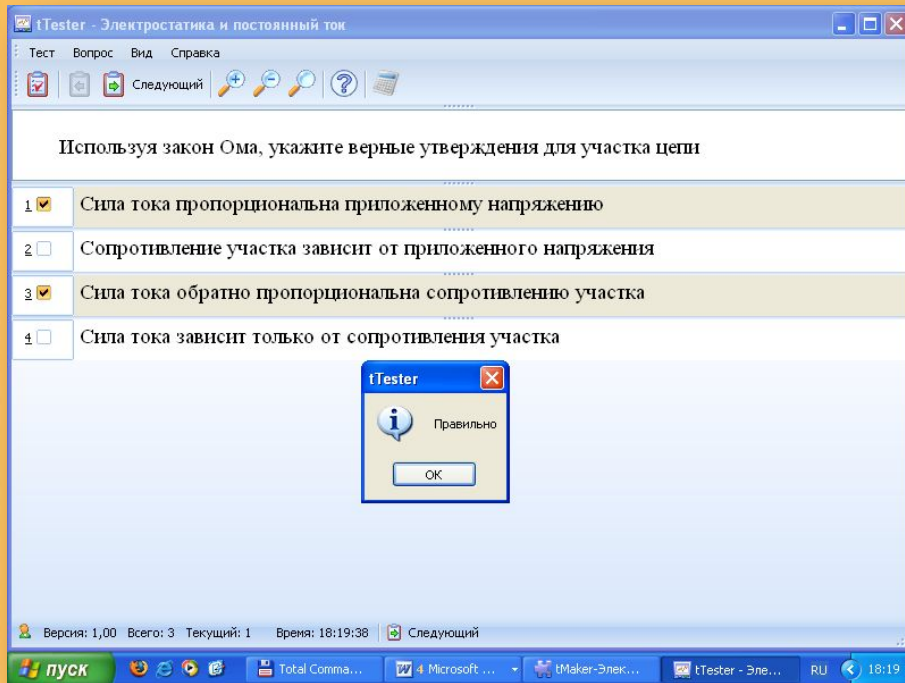 tTester - Электростатика и постоянный ток
Тест Вопрос Вид Справка
Следующий
Используя закон Ома, укажите верные утверждения для участка цепи
1 Сила тока пропорциональна приложенному напряжению
2 Сопротивление участка зависит от приложенного напряжения
3 Сила тока обратно пропорциональна сопротивлению участка
4 Сила тока зависит только от сопротивления участка
tTester
Правильно
OK
Версия: 1,00 Всего: 3 Текущий: 1 Время: 18:19:38 Следующий
пуск Total Comma... 4 Microsoft ... tMaker-Элек... tTester - Эле... RU 18:19